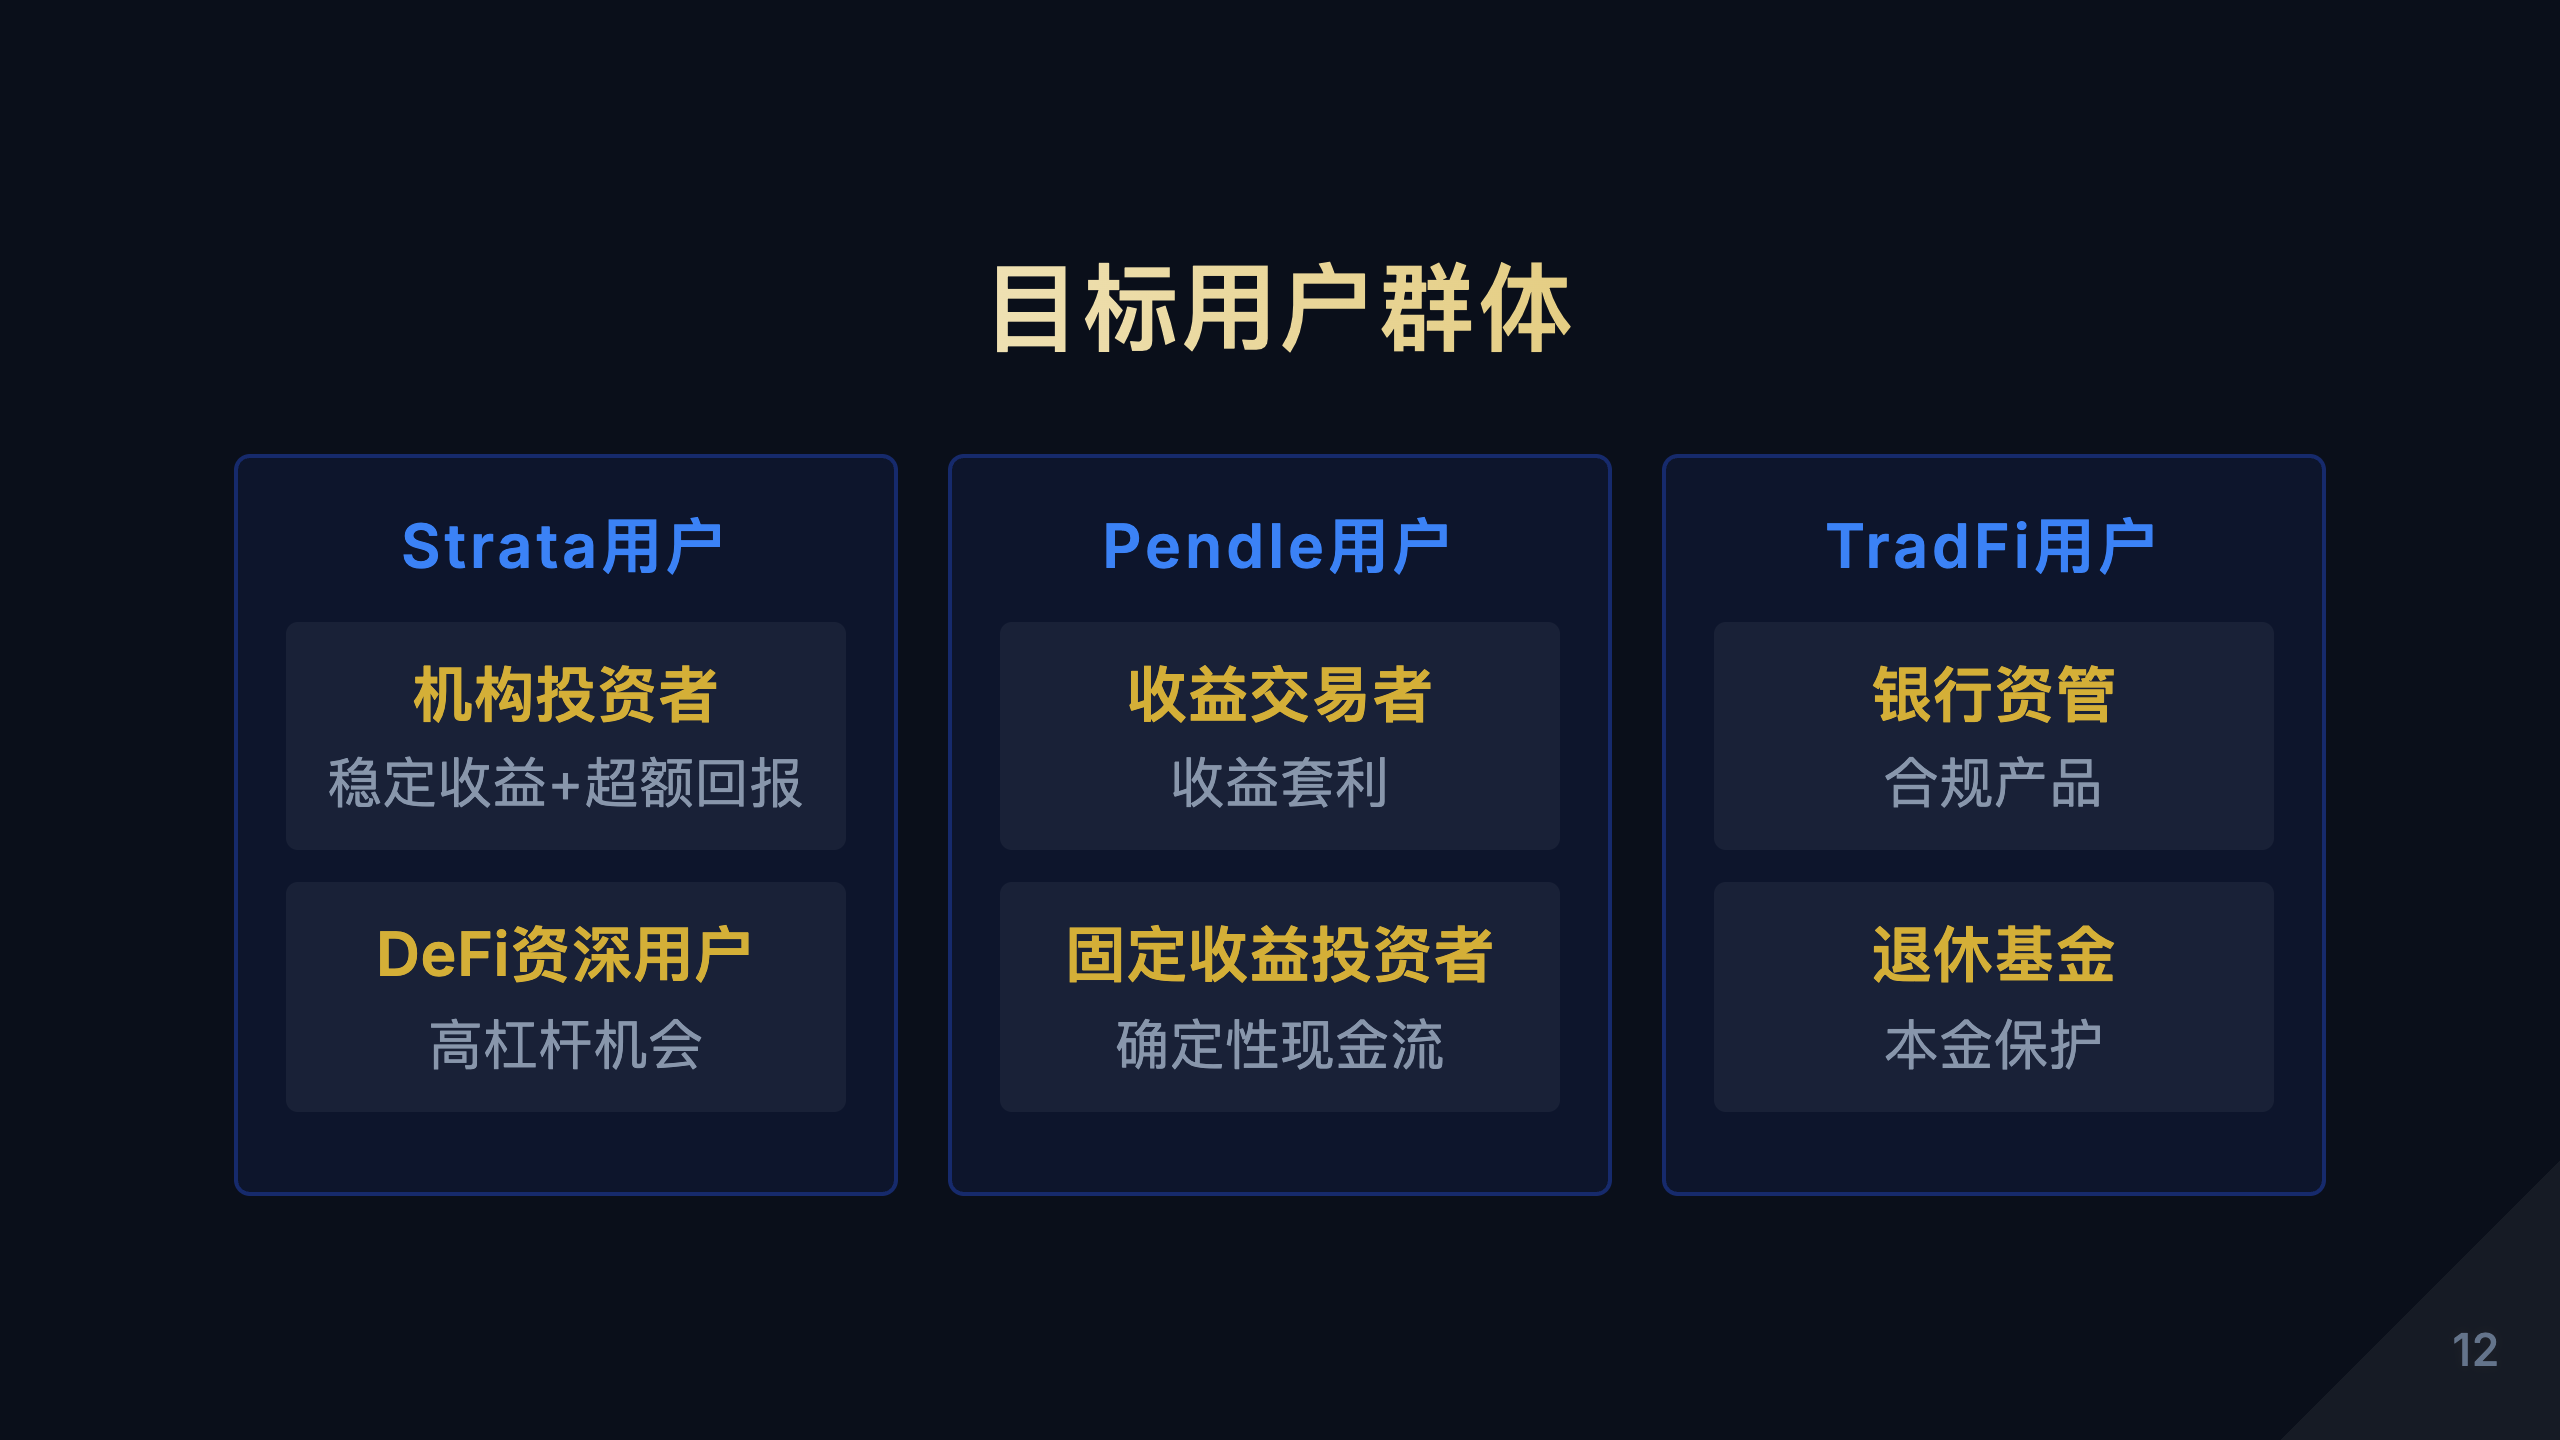 目标用户群体
Strata用户
机构投资者
稳定收益+超额回报
DeFi资深用户
高杠杆机会
Pendle用户
收益交易者
收益套利
固定收益投资者
确定性现金流
TradFi用户
银行资管
合规产品
退休基金
本金保护
12